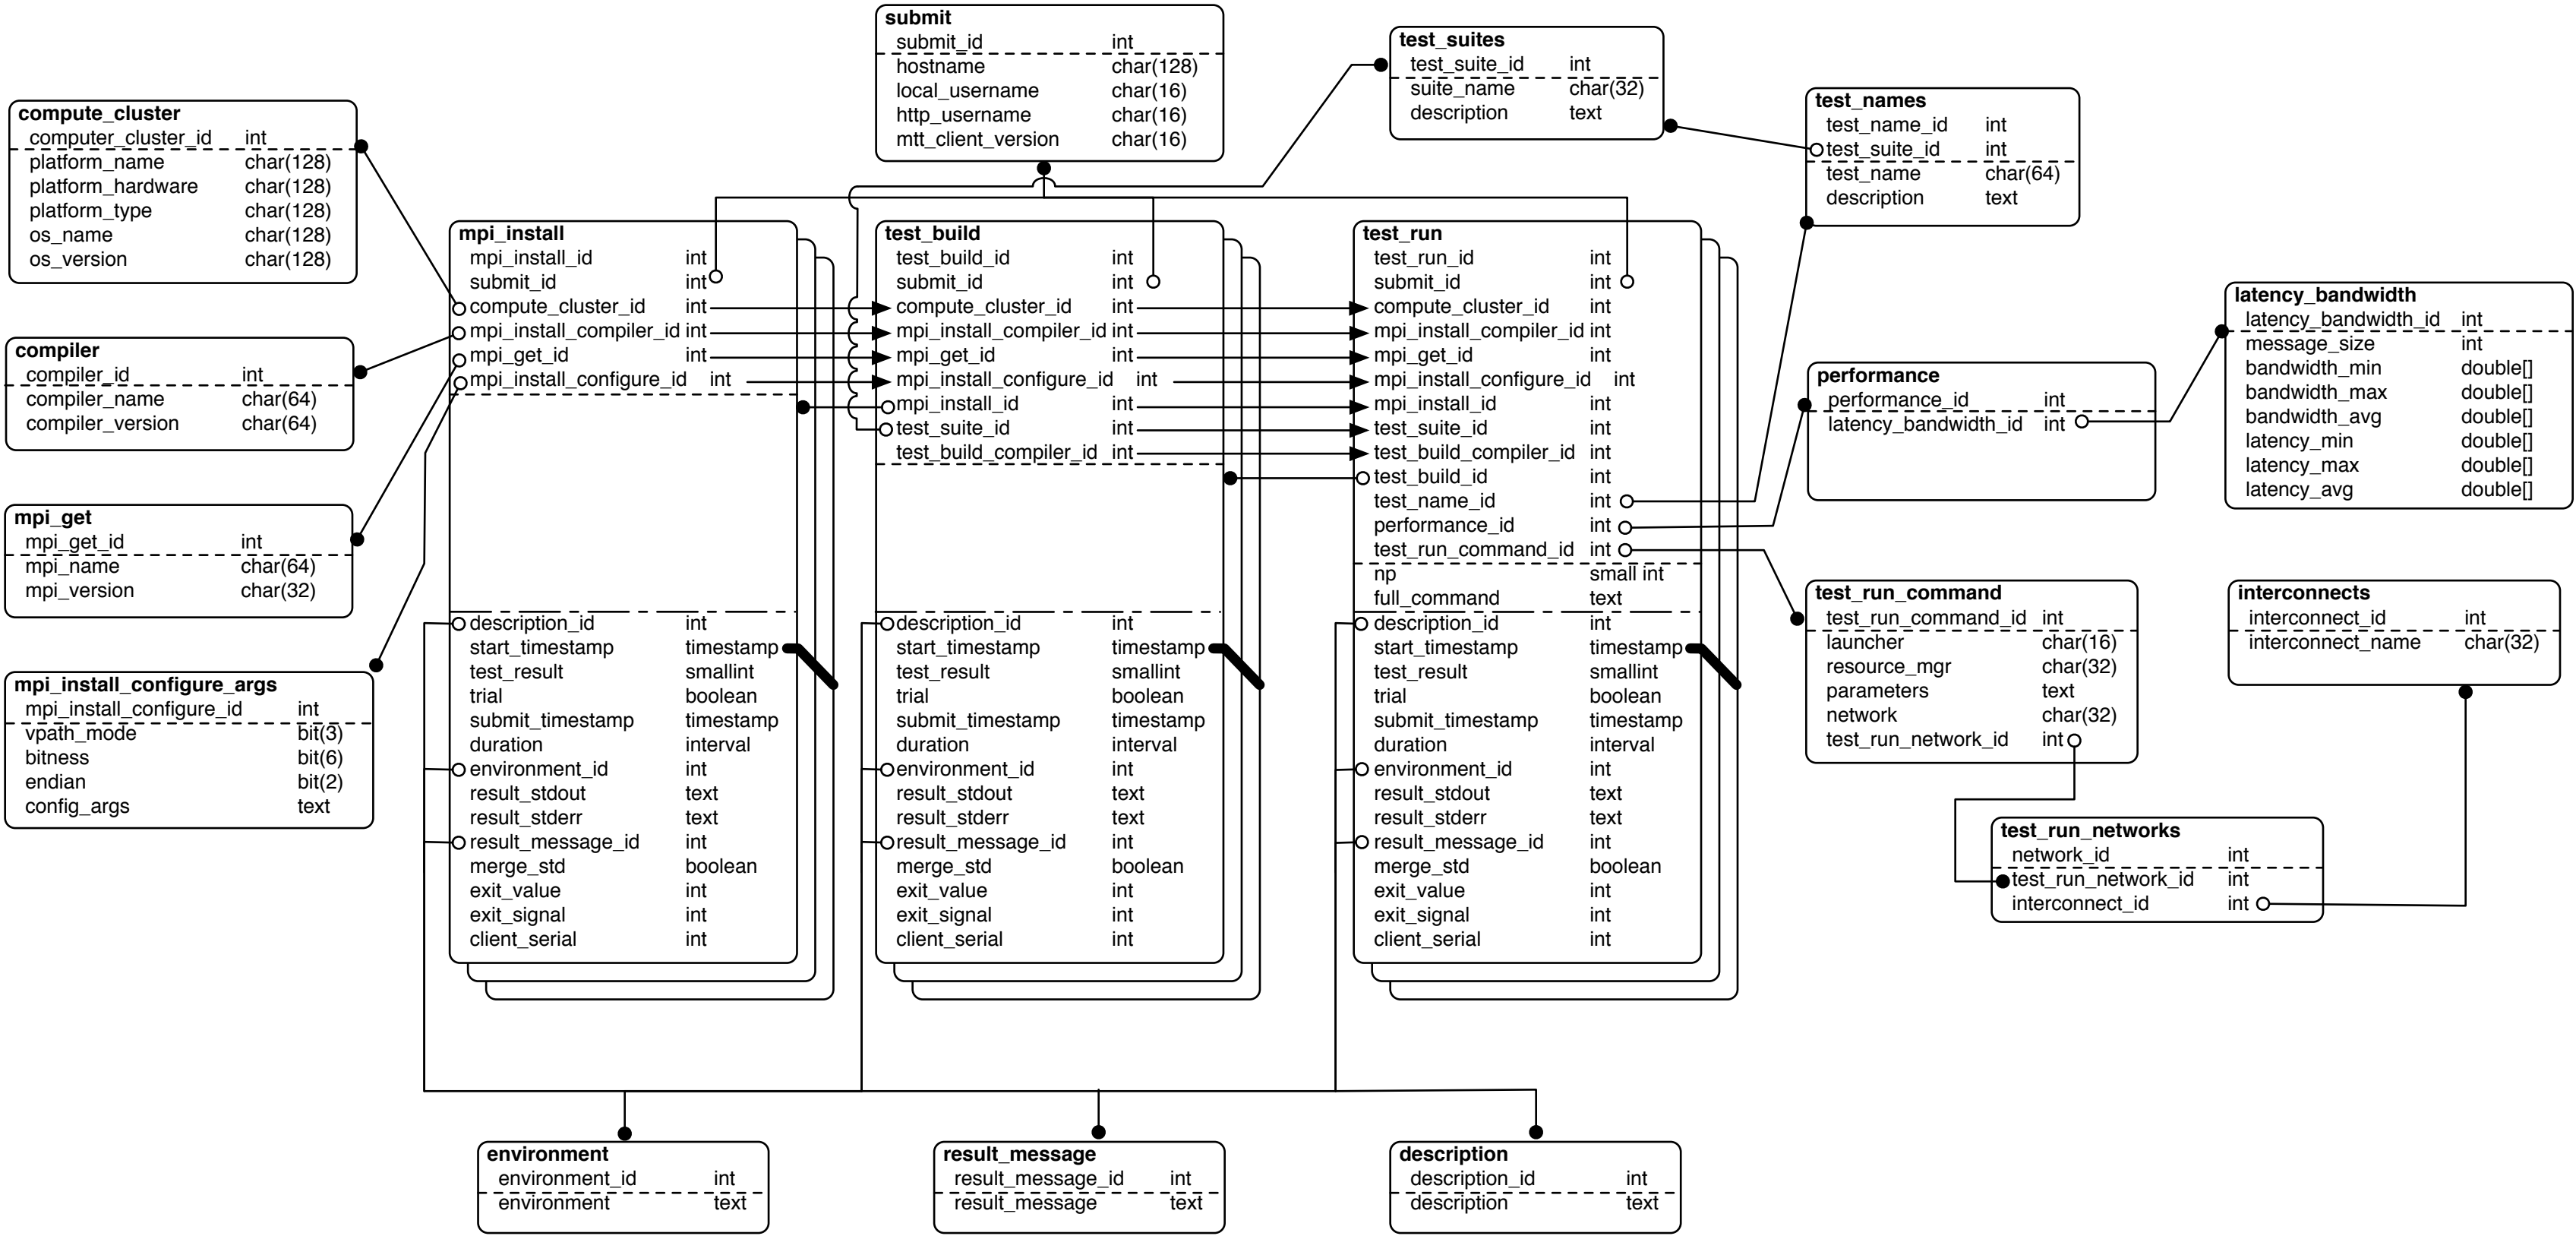 submit
submit_id int
hostname char(128)
local_username char(16)
http_username char(16)
mtt_client_version char(16)
test_suites
test_suite_id int
suite_name char(32)
description text
test_names
test_name_id int
test_suite_id int
test_name char(64)
description text
compute_cluster
computer_cluster_id int
platform_name char(128)
platform_hardware char(128)
platform_type char(128)
os_name char(128)
os_version char(128)
compiler
compiler_id int
compiler_name char(64)
compiler_version char(64)
mpi_get
mpi_get_id int
mpi_name char(64)
mpi_version char(32)
mpi_install_configure_args
mpi_install_configure_id int
vpath_mode bit(3)
bitness bit(6)
endian bit(2)
config_args text
mpi_install
mpi_install_id int
submit_id int
compute_cluster_id int
mpi_install_compiler_id int
mpi_get_id int
mpi_install_configure_id int
description_id int
start_timestamp timestamp
test_result smallint
trial boolean
submit_timestamp timestamp
duration interval
environment_id int
result_stdout text
result_stderr text
result_message_id int
merge_std boolean
exit_value int
exit_signal int
client_serial int
test_build
test_build_id int
submit_id int
compute_cluster_id int
mpi_install_compiler_id int
mpi_get_id int
mpi_install_configure_id int
mpi_install_id int
test_suite_id int
test_build_compiler_id int
description_id int
start_timestamp timestamp
test_result smallint
trial boolean
submit_timestamp timestamp
duration interval
environment_id int
result_stdout text
result_stderr text
result_message_id int
merge_std boolean
exit_value int
exit_signal int
client_serial int
test_run
test_run_id int
submit_id int
compute_cluster_id int
mpi_install_compiler_id int
mpi_get_id int
mpi_install_configure_id int
mpi_install_id int
test_suite_id int
test_build_compiler_id int
test_build_id int
test_name_id int
performance_id int
test_run_command_id int
np small int
full_command text
description_id int
start_timestamp timestamp
test_result smallint
trial boolean
submit_timestamp timestamp
duration interval
environment_id int
result_stdout text
result_stderr text
result_message_id int
merge_std boolean
exit_value int
exit_signal int
client_serial int
latency_bandwidth
latency_bandwidth_id int
message_size int
bandwidth_min double[]
bandwidth_max double[]
bandwidth_avg double[]
latency_min double[]
latency_max double[]
latency_avg double[]
performance
performance_id int
latency_bandwidth_id int
test_run_command
test_run_command_id int
launcher char(16)
resource_mgr char(32)
parameters text
network char(32)
test_run_network_id int
interconnects
interconnect_id int
interconnect_name char(32)
test_run_networks
network_id int
test_run_network_id int
interconnect_id int
environment
environment_id int
environment text
result_message
result_message_id int
result_message text
description
description_id int
description text